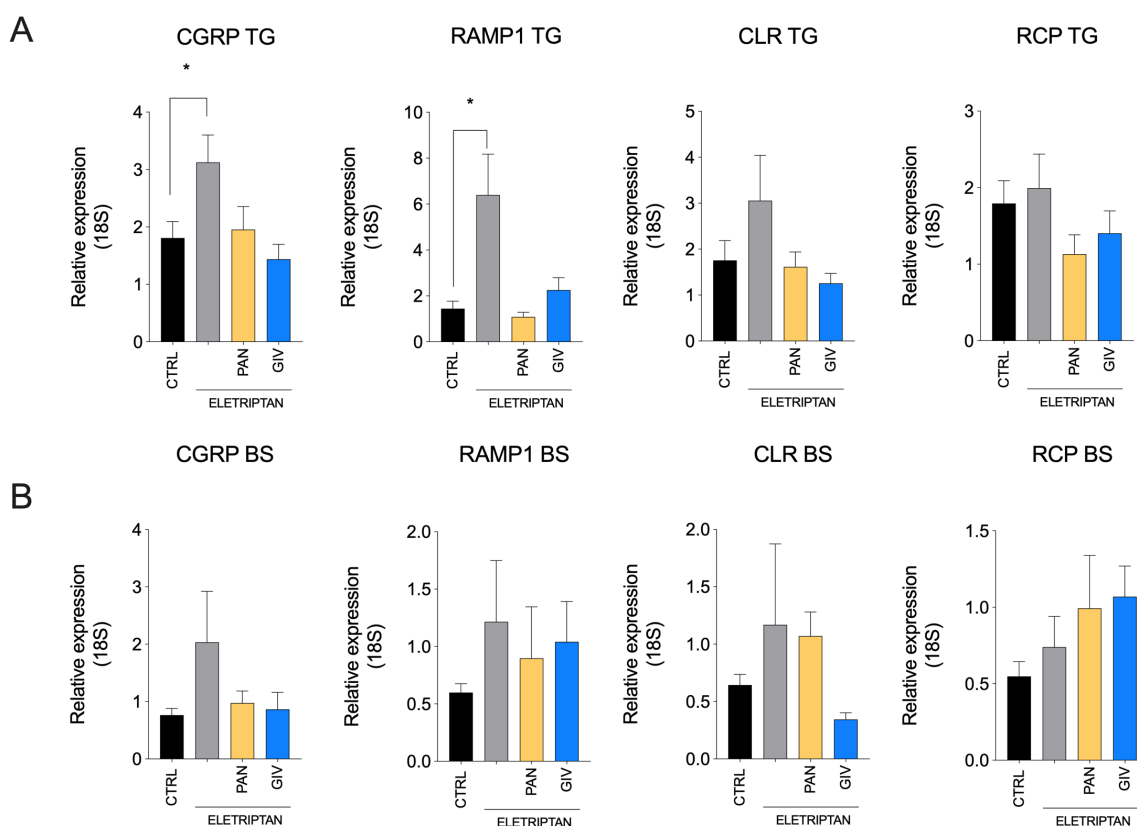 A
CGRP TG
RAMP1 TG
CLR TG
RCP TG
*
*
Relative expression
(18S)
4
3
2
1
0
CTRL
PAN
GIV
ELETRIPTAN
Relative expression
(18S)
10
8
6
4
2
0
CTRL
PAN
GIV
ELETRIPTAN
Relative expression
(18S)
5
4
3
2
1
0
CTRL
PAN
GIV
ELETRIPTAN
Relative expression
(18S)
3
2
1
0
CTRL
PAN
GIV
ELETRIPTAN
B
CGRP BS
RAMP1 BS
CLR BS
RCP BS
Relative expression
(18S)
4
3
2
1
0
CTRL
PAN
GIV
ELETRIPTAN
Relative expression
(18S)
2.0
1.5
1.0
0.5
0.0
CTRL
PAN
GIV
ELETRIPTAN
Relative expression
(18S)
2.0
1.5
1.0
0.5
0.0
CTRL
PAN
GIV
ELETRIPTAN
Relative expression
(18S)
1.5
1.0
0.5
0.0
CTRL
PAN
GIV
ELETRIPTAN